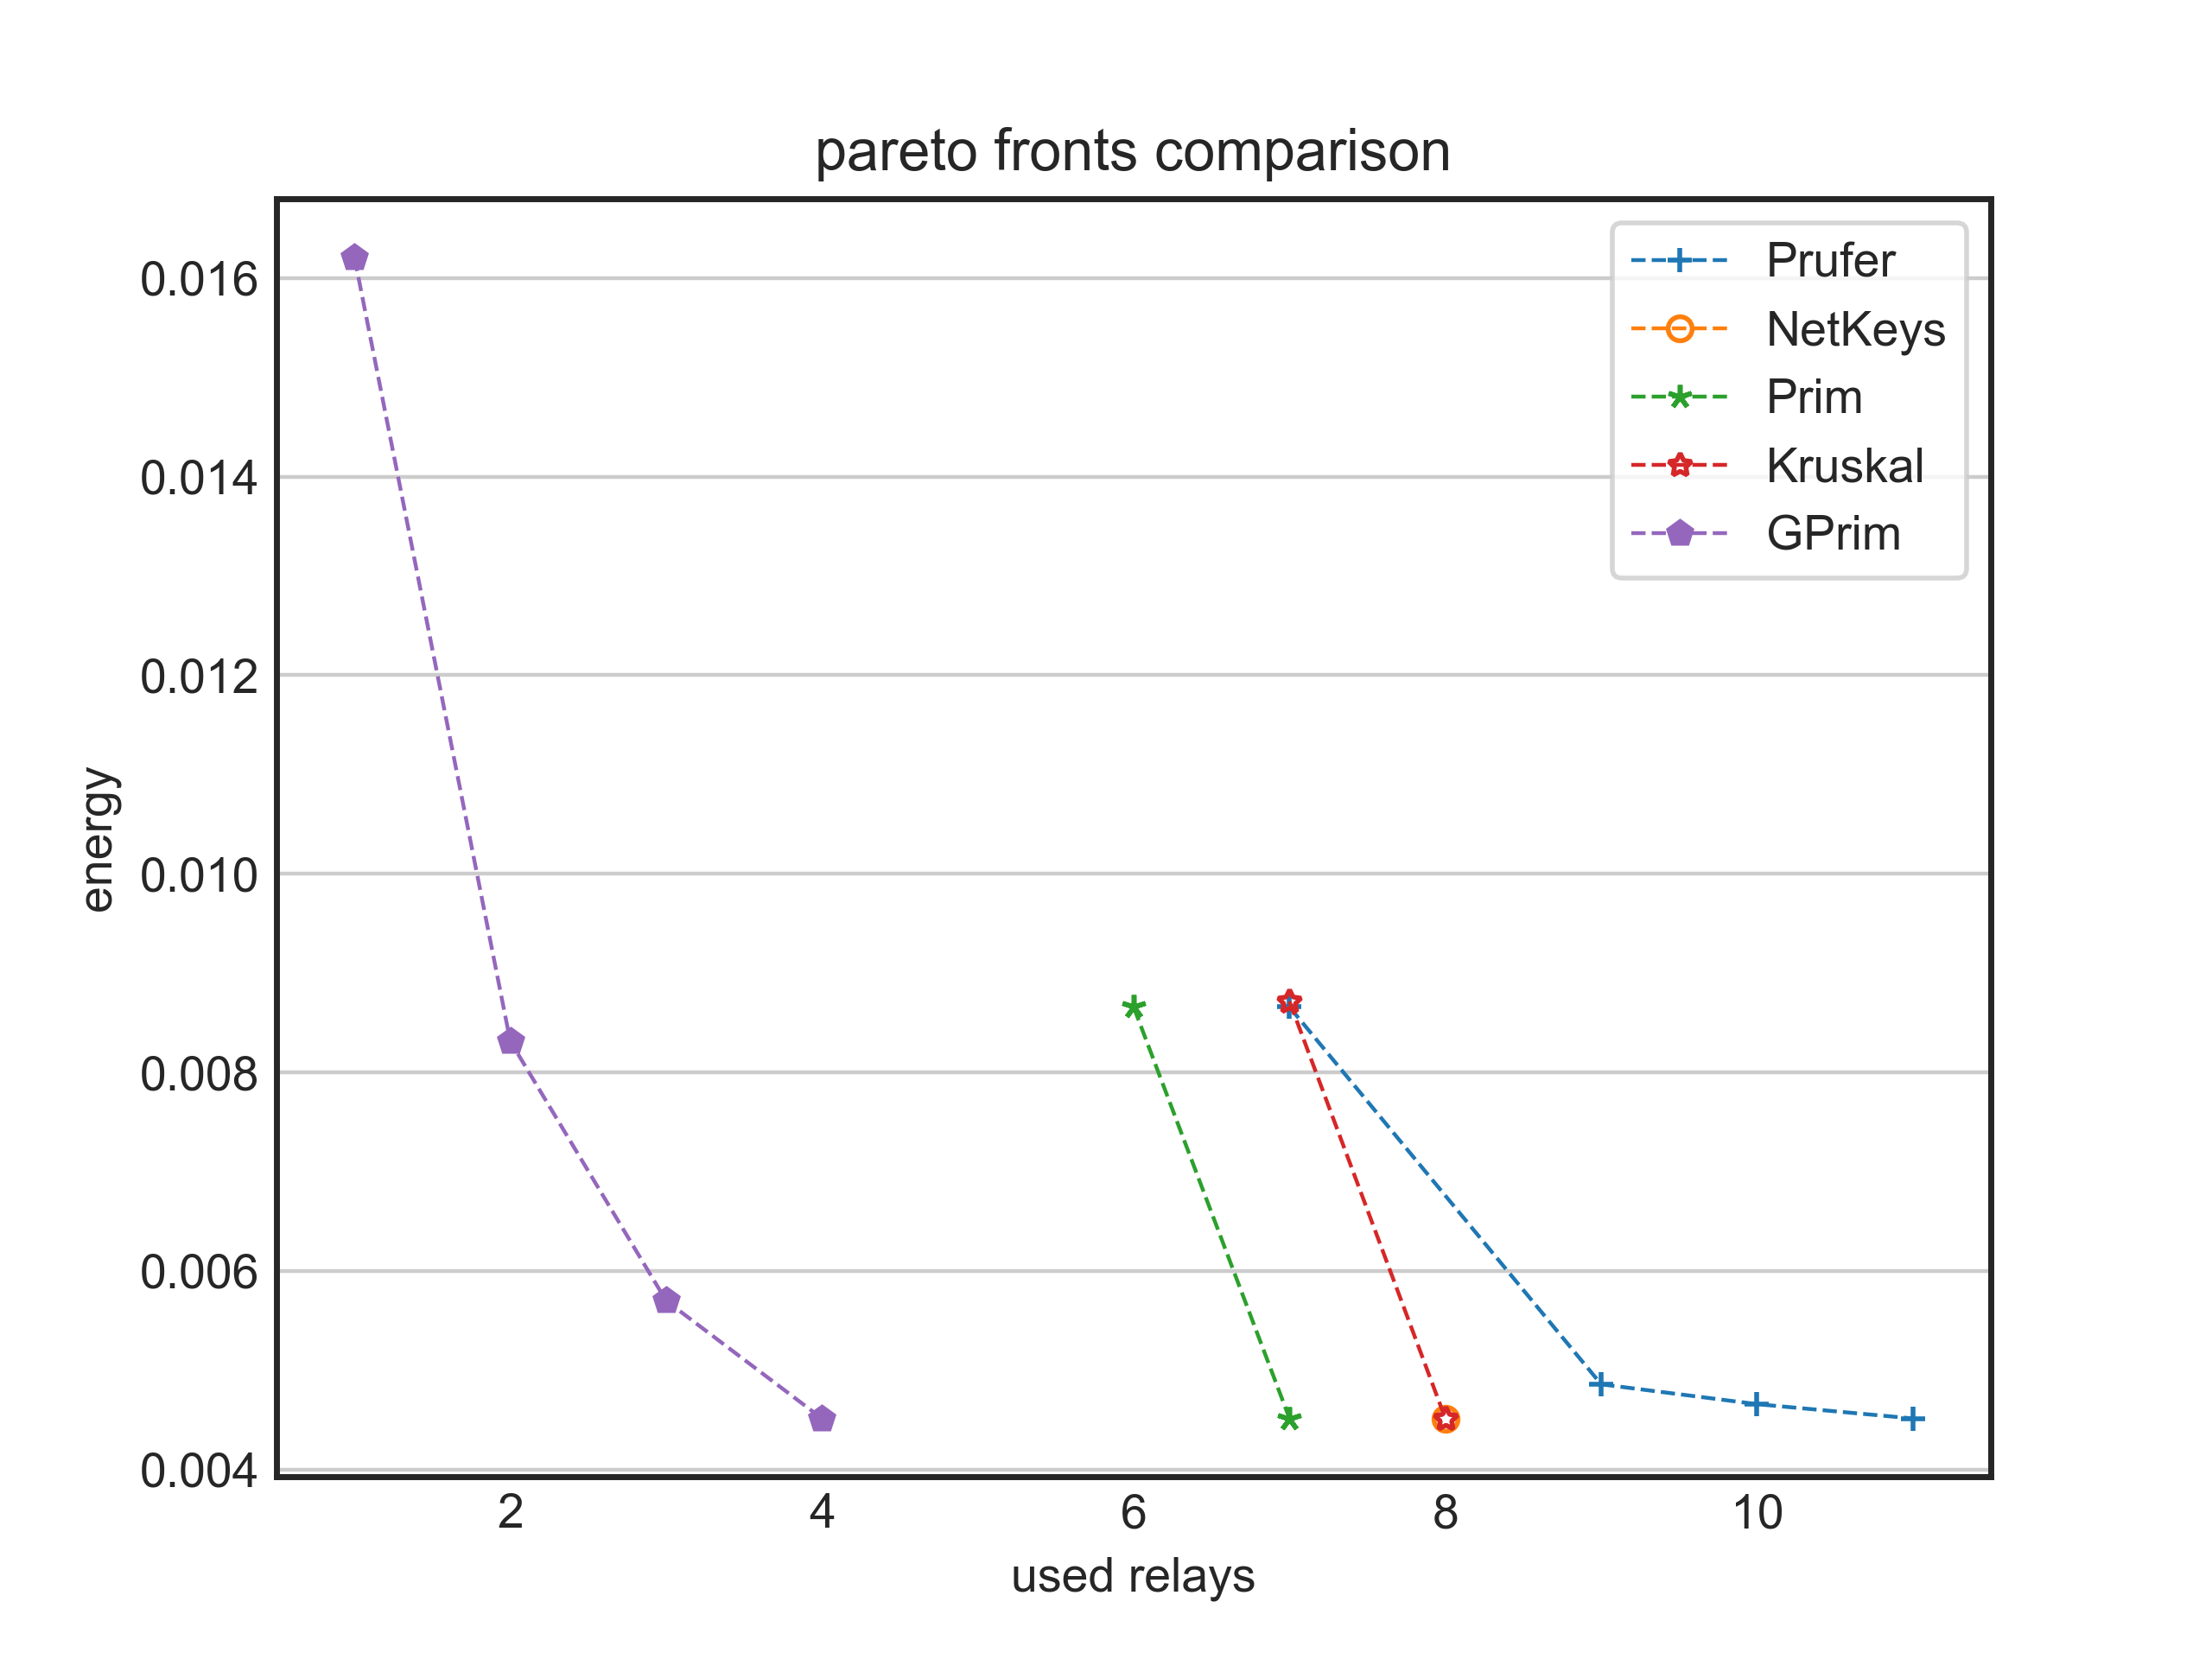 pareto fronts comparison
Prufer
NetKeys
Prim
Kruskal
GPrim
0.016
0.014
0.012
0.010
0.008
0.006
0.004
energy
2 4 6 8 10
used relays